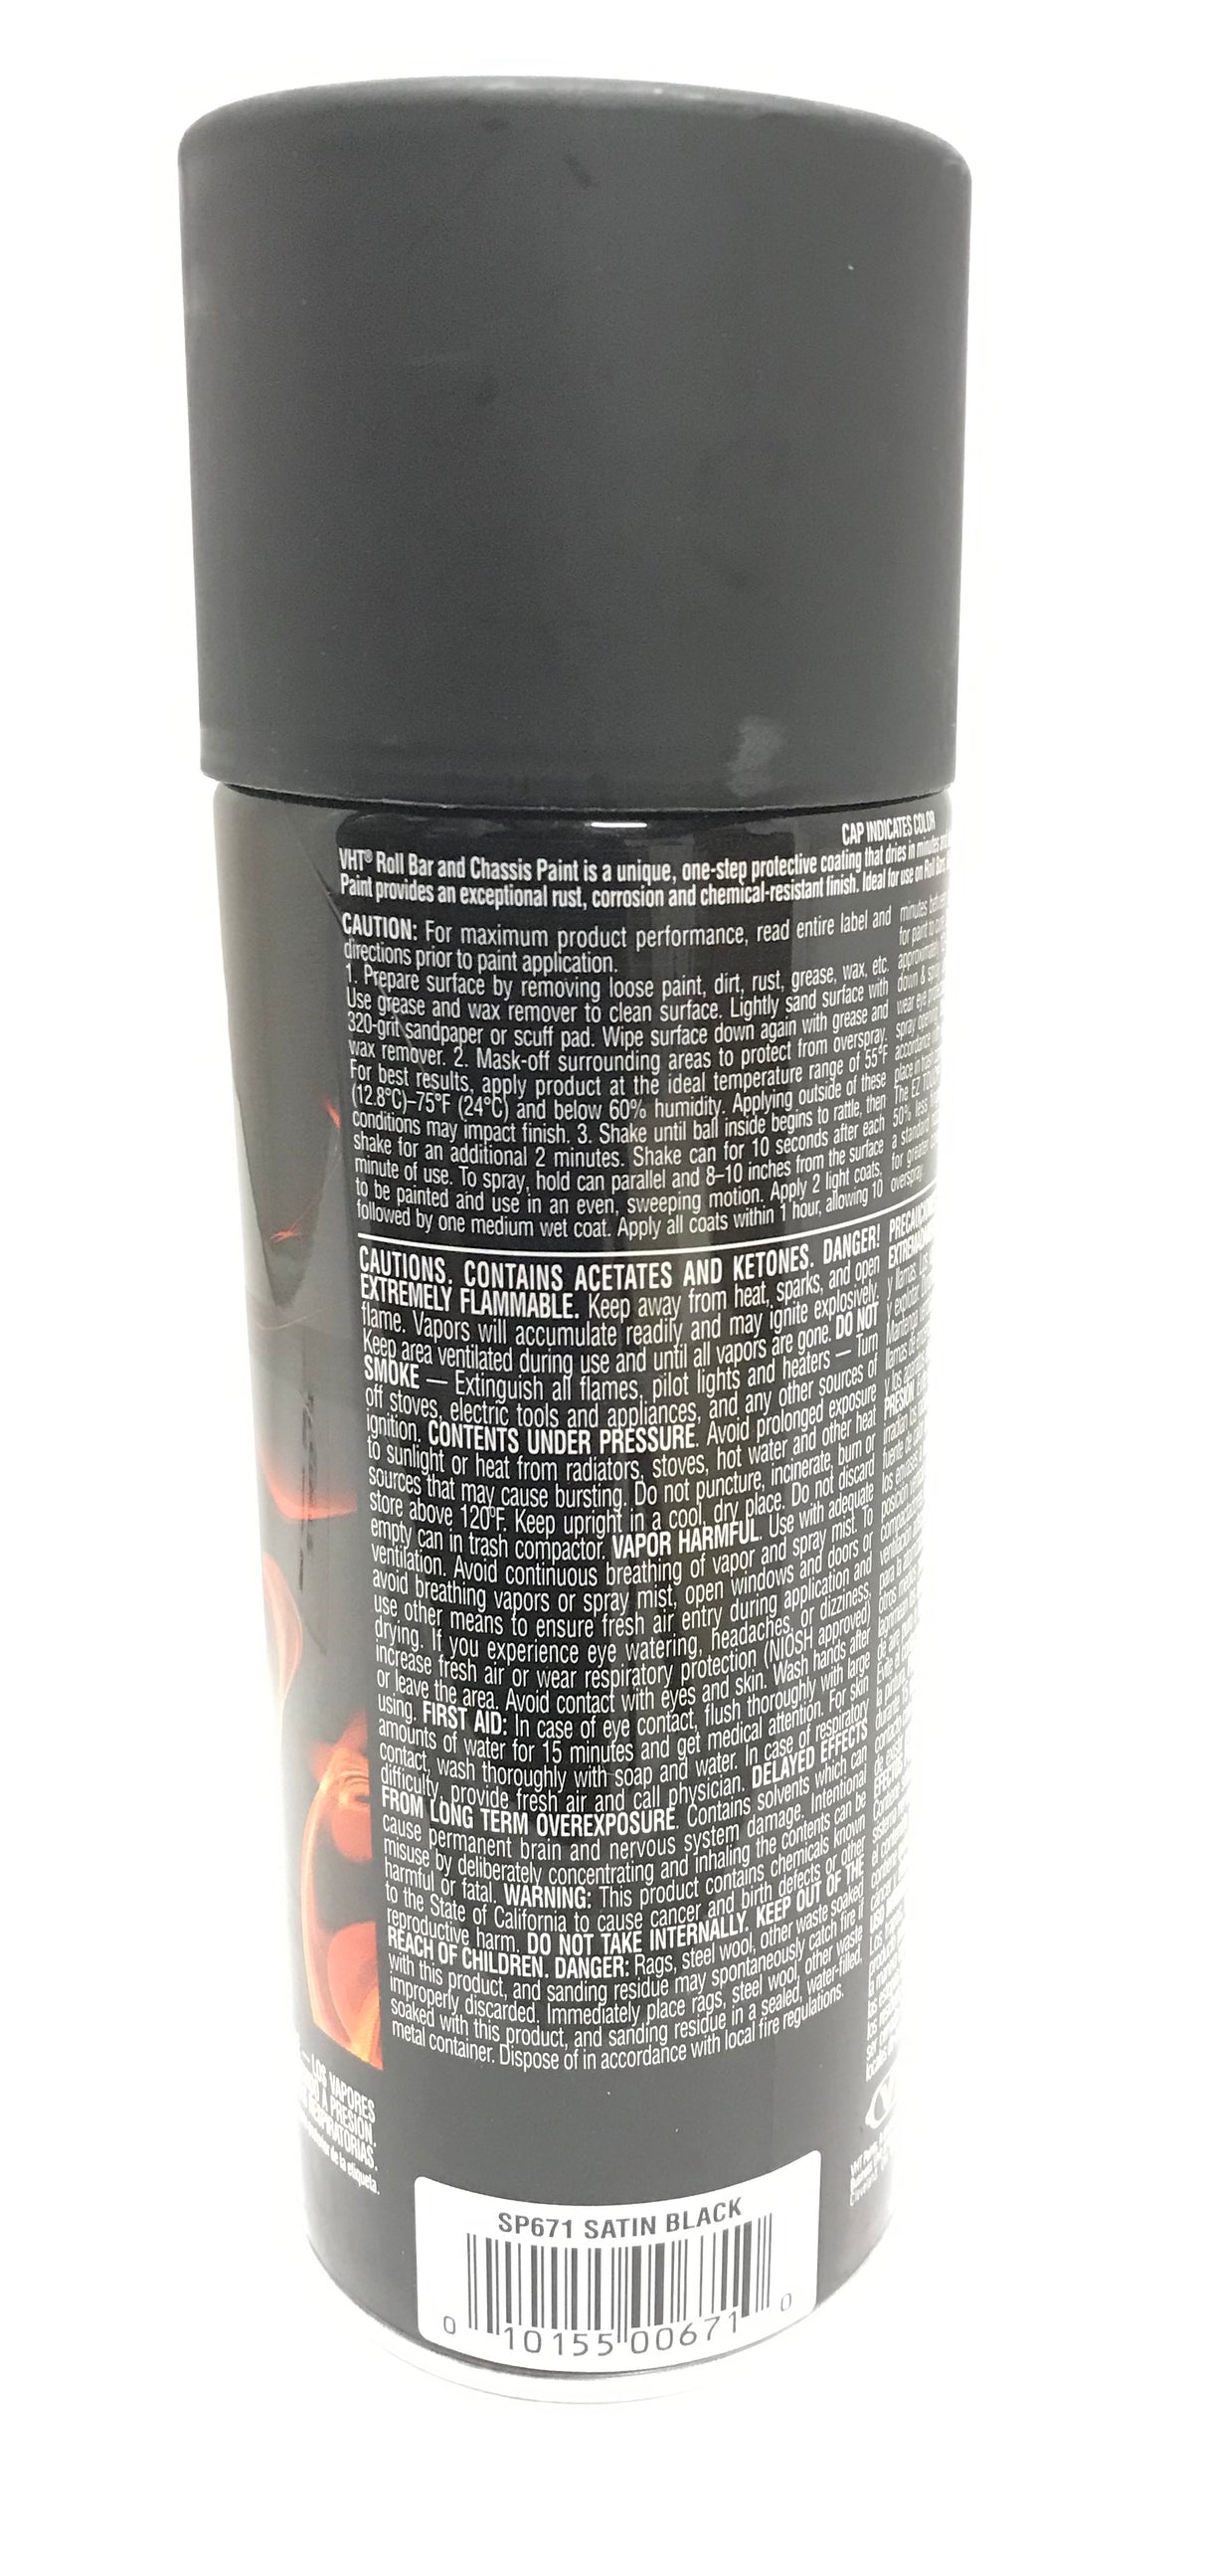 CAP INDICATES COLOR
VHT® Roll Bar and Chassis Paint is a unique, one-step protective coating that dries in minutes
Paint provides an exceptional rust, corrosion and chemical-resistant finish. Ideal for use on Roll Bars,
CAUTION: For maximum product performance, read entire label and
directions prior to paint application.
1. Prepare surface by removing loose paint, dirt, rust, grease, wax, etc.
Use grease and wax remover to clean surface. Lightly sand surface with
320-grit sandpaper or scuff pad. Wipe surface down again with grease and
wax remover. 2. Mask-off surrounding areas to protect from overspray.
For best results, apply product at the ideal temperature range of 55°F
(12.8°C)–75°F (24°C) and below 60% humidity. Applying outside of these
conditions may impact finish. 3. Shake until ball inside begins to rattle, then
shake for an additional 2 minutes. Shake can for 10 seconds after each
minute of use. To spray, hold can parallel and 8–10 inches from the surface
to be painted and use in an even, sweeping motion. Apply 2 light coats,
followed by one medium wet coat. Apply all coats within 1 hour, allowing 10
minutes
for paint to
down &
wear eye
spray
place in
The EZ
50% less
a standard
for greater
overspray.
CAUTIONS. CONTAINS ACETATES AND KETONES. DANGER!
EXTREMELY FLAMMABLE. Keep away from heat, sparks, and open
flame. Vapors will accumulate readily and may ignite explosively.
Keep area ventilated during use and until all vapors are gone. DO NOT
SMOKE — Extinguish all flames, pilot lights and heaters — Turn
off stoves, electric tools and appliances, and any other sources of
ignition. CONTENTS UNDER PRESSURE. Avoid prolonged exposure
to sunlight or heat from radiators, stoves, hot water and other heat
sources that may cause bursting. Do not puncture, incinerate, burn or
store above 120°F. Keep upright in a cool, dry place. Do not discard
empty can in trash compactor. VAPOR HARMFUL. Use with adequate
ventilation. Avoid continuous breathing of vapor and spray mist. To
avoid breathing vapors or spray mist, open windows and doors or
use other means to ensure fresh air entry during application and
drying. If you experience eye watering, headaches, or dizziness,
increase fresh air or wear respiratory protection (NIOSH approved)
or leave the area. Avoid contact with eyes and skin. Wash hands after
using. FIRST AID: In case of eye contact, flush thoroughly with large
amounts of water for 15 minutes and get medical attention. For skin
contact, wash thoroughly with soap and water. In case of respiratory
difficulty, provide fresh air and call physician. DELAYED EFFECTS
FROM LONG TERM OVEREXPOSURE. Contains solvents which can
cause permanent brain and nervous system damage. Intentional
misuse by deliberately concentrating and inhaling the contents can be
harmful or fatal. WARNING: This product contains chemicals known
to the State of California to cause cancer and birth defects or other
reproductive harm. DO NOT TAKE INTERNALLY. KEEP OUT OF THE
REACH OF CHILDREN. DANGER: Rags, steel wool, other waste soaked
with this product, and sanding residue may spontaneously catch fire if
improperly discarded. Immediately place rags, steel wool, other waste
soaked with this product, and sanding residue in a sealed, water-filled,
metal container. Dispose of in accordance with local fire regulations.
— LOS VAPORES
A PRESIÓN.
RESPIRATORIAS.
de la etiqueta.
SP671 SATIN BLACK
0 10155 00671 0